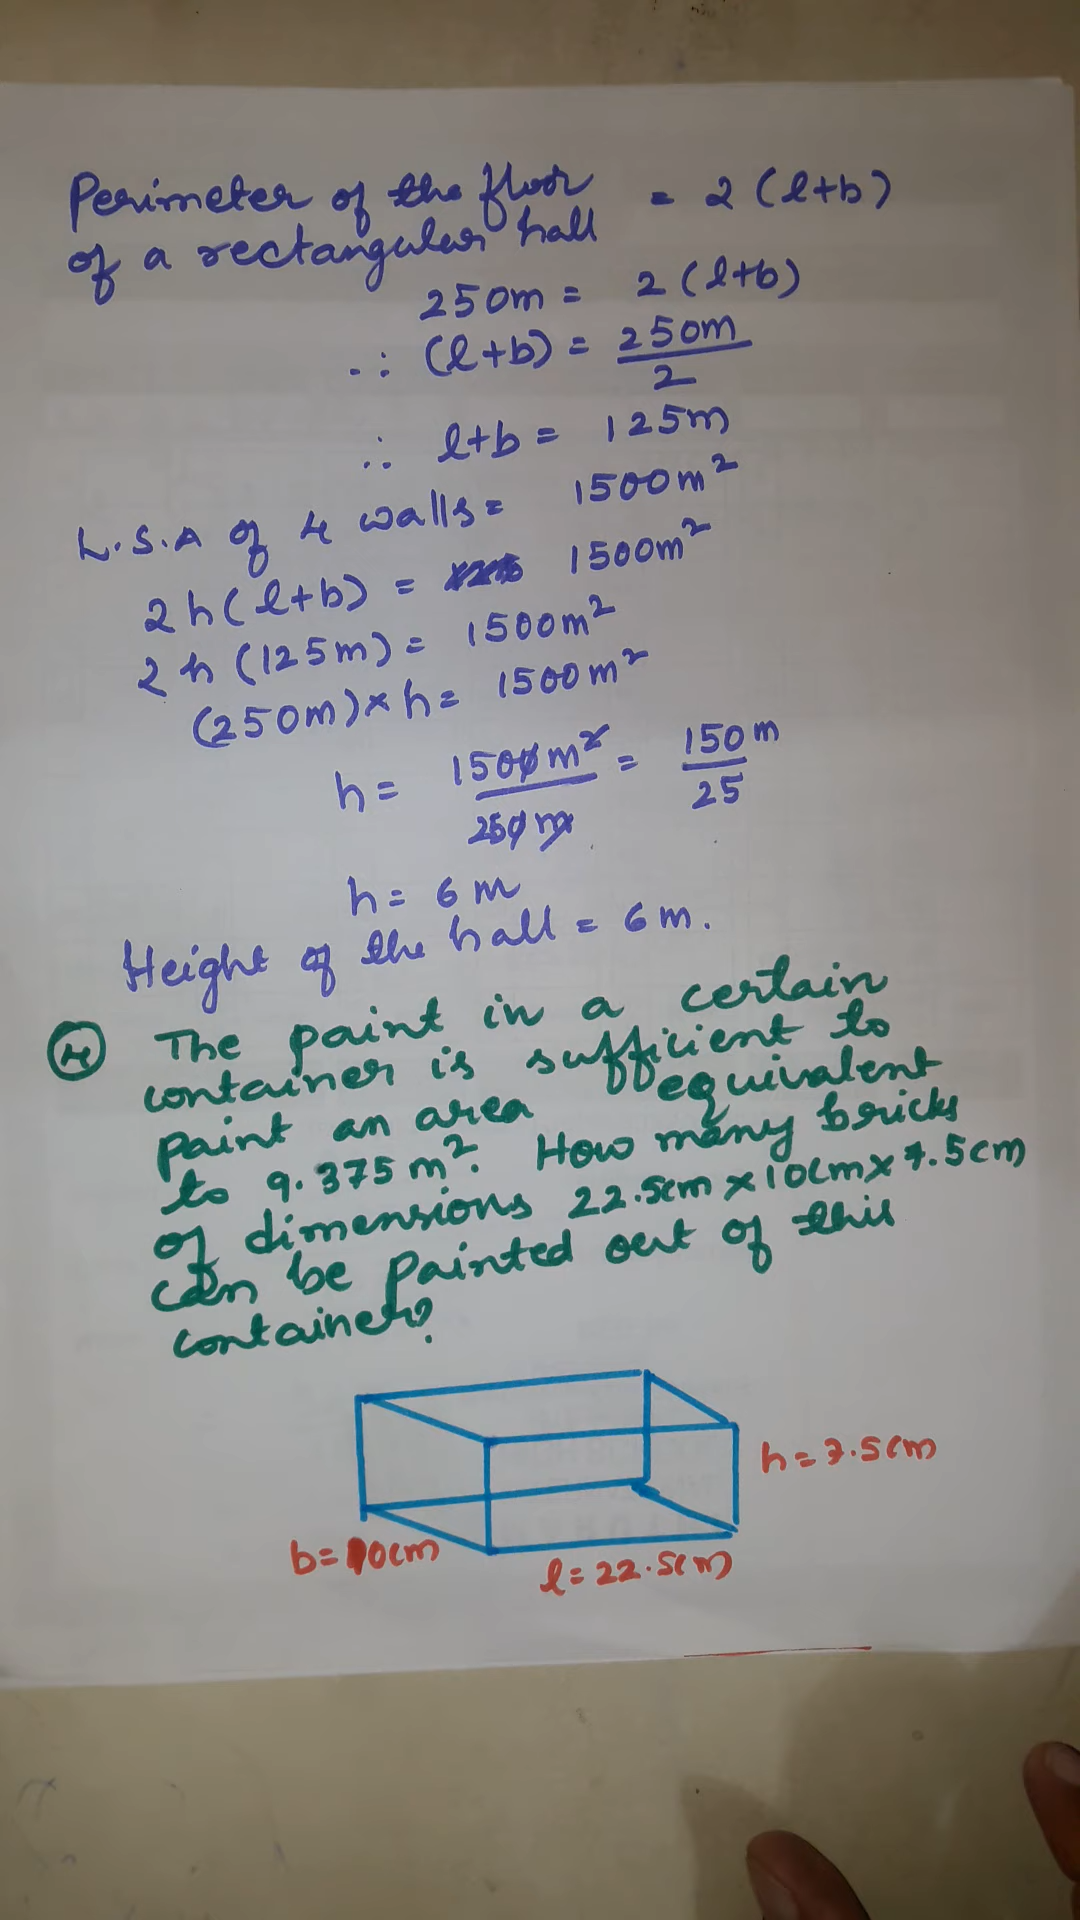 Perimeter of the floor = 2 (l+b)
of a rectangular hall
250m = 2 (l+b)
∴ (l+b) = 250m/2
∴ l+b = 125m
L.S.A of 4 walls = 1500m²
2h(l+b) = 1500m²
2h (125m) = 1500m²
(250m)×h = 1500m²
h = 1500m²/250m = 150m/25
h = 6m
Height of the hall = 6m.
④ The paint in a certain
container is sufficient to
paint an area equivalent
to 9.375m². How many bricks
of dimensions 22.5cm×10cm×7.5cm
can be painted out of this
container?
h=7.5cm
b=10cm
l=22.5cm